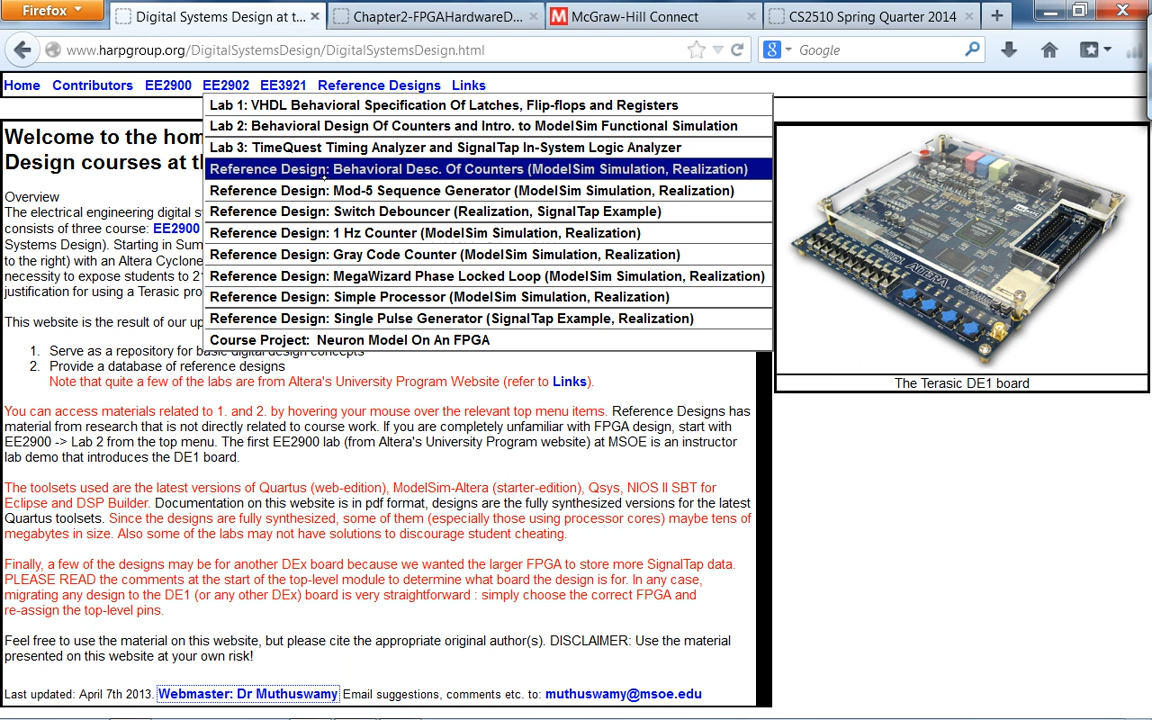 Firefox
Digital Systems Design at t...
Chapter2-FPGAHardwareD...
McGraw-Hill Connect
CS2510 Spring Quarter 2014
www.harpgroup.org/DigitalSystemsDesign/DigitalSystemsDesign.html
Google
Home Contributors EE2900 EE2902 EE3921 Reference Designs Links
Lab 1: VHDL Behavioral Specification Of Latches, Flip-flops and Registers
Lab 2: Behavioral Design Of Counters and Intro. to ModelSim Functional Simulation
Lab 3: TimeQuest Timing Analyzer and SignalTap In-System Logic Analyzer
Reference Design: Behavioral Desc. Of Counters (ModelSim Simulation, Realization)
Reference Design: Mod-5 Sequence Generator (ModelSim Simulation, Realization)
Reference Design: Switch Debouncer (Realization, SignalTap Example)
Reference Design: 1 Hz Counter (ModelSim Simulation, Realization)
Reference Design: Gray Code Counter (ModelSim Simulation, Realization)
Reference Design: MegaWizard Phase Locked Loop (ModelSim Simulation, Realization)
Reference Design: Simple Processor (ModelSim Simulation, Realization)
Reference Design: Single Pulse Generator (SignalTap Example, Realization)
Course Project: Neuron Model On An FPGA
Welcome to the hom
Design courses at t
Overview
The electrical engineering digital s
consists of three course: EE2900
Systems Design). Starting in Sum
to the right) with an Altera Cyclone
necessity to expose students to 2
justification for using a Terasic pro
This website is the result of our up
1. Serve as a repository for basic digital design concepts
2. Provide a database of reference designs
Note that quite a few of the labs are from Altera's University Program Website (refer to Links).
You can access materials related to 1. and 2. by hovering your mouse over the relevant top menu items. Reference Designs has
material from research that is not directly related to course work. If you are completely unfamiliar with FPGA design, start with
EE2900 -> Lab 2 from the top menu. The first EE2900 lab (from Altera's University Program website) at MSOE is an instructor
lab demo that introduces the DE1 board.
The toolsets used are the latest versions of Quartus (web-edition), ModelSim-Altera (starter-edition), Qsys, NIOS II SBT for
Eclipse and DSP Builder. Documentation on this website is in pdf format, designs are the fully synthesized versions for the latest
Quartus toolsets. Since the designs are fully synthesized, some of them (especially those using processor cores) maybe tens of
megabytes in size. Also some of the labs may not have solutions to discourage student cheating.
Finally, a few of the designs may be for another DEx board because we wanted the larger FPGA to store more SignalTap data.
PLEASE READ the comments at the start of the top-level module to determine what board the design is for. In any case,
migrating any design to the DE1 (or any other DEx) board is very straightforward : simply choose the correct FPGA and
re-assign the top-level pins.
Feel free to use the material on this website, but please cite the appropriate original author(s). DISCLAIMER: Use the material
presented on this website at your own risk!
Last updated: April 7th 2013. Webmaster: Dr Muthuswamy Email suggestions, comments etc. to: muthuswamy@msoe.edu
ALTERA
The Terasic DE1 board